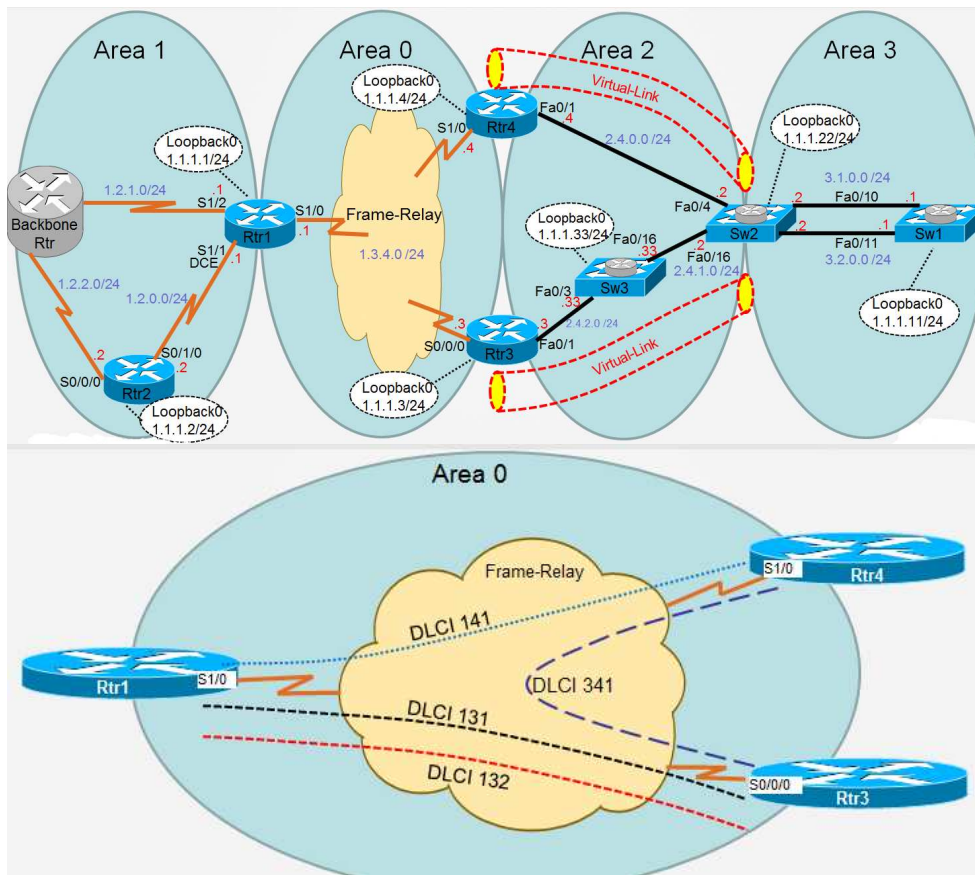 Area 1
Area 0
Area 2
Area 3
Loopback0
1.1.1.4/24
Virtual-Link
Fa0/1
.4
Rtr4
S1/0
.4
2.4.0.0/24
Loopback0
1.1.1.22/24
Loopback0
1.1.1.1/24
1.2.1.0/24
.1
S1/2
Backbone
Rtr
Rtr1
S1/0
.1
Frame-Relay
1.3.4.0/24
S1/1
DCE
.1
1.2.2.0/24
1.2.0.0/24
.2
Fa0/4
Sw2
.2
.2
3.1.0.0/24
Fa0/10
.1
.1
Sw1
Fa0/11
3.2.0.0/24
Loopback0
1.1.1.33/24
Fa0/16
.33
.2
Fa0/16
2.4.1.0/24
Sw3
Fa0/3
.33
2.4.2.0/24
.3
S0/0/0
Rtr3
.3
Fa0/1
Virtual-Link
Loopback0
1.1.1.3/24
Loopback0
1.1.1.11/24
.2
S0/0/0
S0/1/0
.2
Rtr2
Loopback0
1.1.1.2/24
Area 0
Frame-Relay
S1/0
Rtr4
DLCI 141
Rtr1
S1/0
DLCI 341
DLCI 131
DLCI 132
S0/0/0
Rtr3